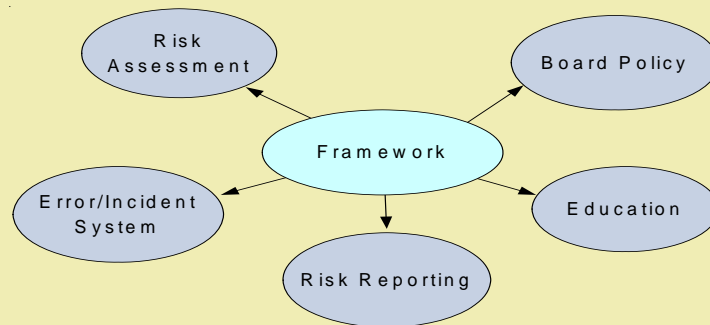 Risk
Assessment
Board Policy
Framework
Error/Incident
System
Education
Risk Reporting